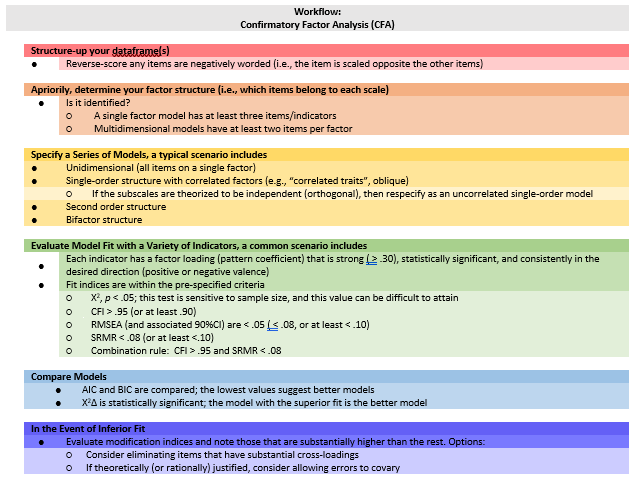 Workflow:
Confirmatory Factor Analysis (CFA)
Structure-up your dataframe(s)
● Reverse-score any items are negatively worded (i.e., the item is scaled opposite the other items)
Apriorily, determine your factor structure (i.e., which items belong to each scale)
● Is it identified?
○ A single factor model has at least three items/indicators
○ Multidimensional models have at least two items per factor
Specify a Series of Models, a typical scenario includes
● Unidimensional (all items on a single factor)
● Single-order structure with correlated factors (e.g., “correlated traits”, oblique)
○ If the subscales are theorized to be independent (orthogonal), then respecify as an uncorrelated single-order model
● Second order structure
● Bifactor structure
Evaluate Model Fit with a Variety of Indicators, a common scenario includes
● Each indicator has a factor loading (pattern coefficient) that is strong (≥ .30), statistically significant, and consistently in the
desired direction (positive or negative valence)
● Fit indices are within the pre-specified criteria
○ X², p < .05; this test is sensitive to sample size, and this value can be difficult to attain
○ CFI > .95 (or at least .90)
○ RMSEA (and associated 90%CI) are < .05 (≤ .08, or at least < .10)
○ SRMR < .08 (or at least <.10)
○ Combination rule: CFI > .95 and SRMR < .08
Compare Models
● AIC and BIC are compared; the lowest values suggest better models
● X²Δ is statistically significant; the model with the superior fit is the better model
In the Event of Inferior Fit
● Evaluate modification indices and note those that are substantially higher than the rest. Options:
○ Consider eliminating items that have substantial cross-loadings
○ If theoretically (or rationally) justified, consider allowing errors to covary